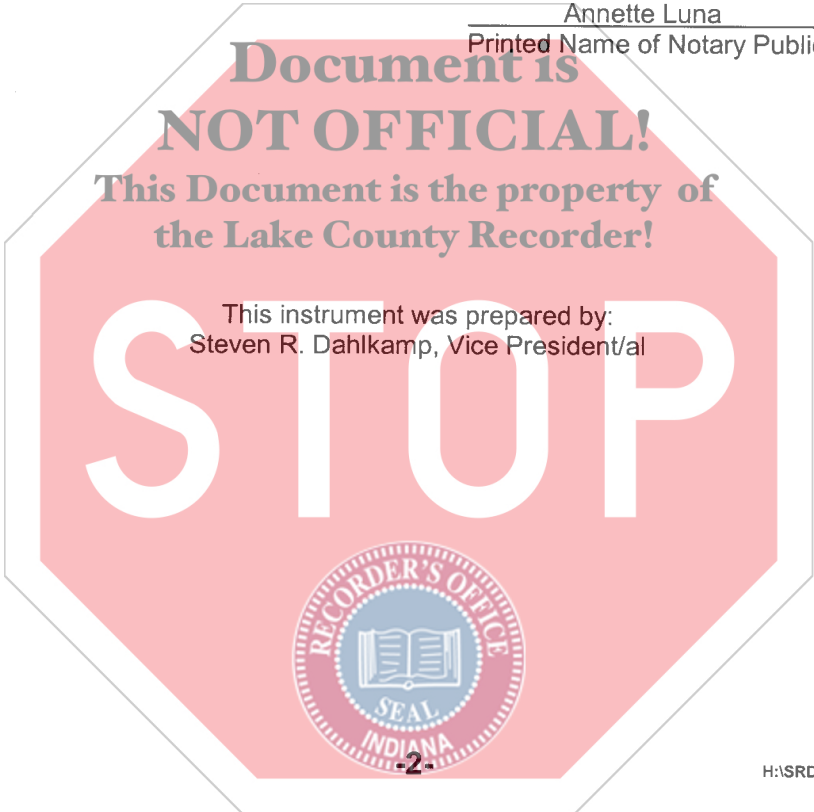 Annette Luna
Printed Name of Notary Public
Document is
NOT OFFICIAL!
This Document is the property of
the Lake County Recorder!
This instrument was prepared by:
Steven R. Dahlkamp, Vice President/al
STOP
RECORDER'S OFFICE
SEAL
INDIANA
-2-
H:\SRD